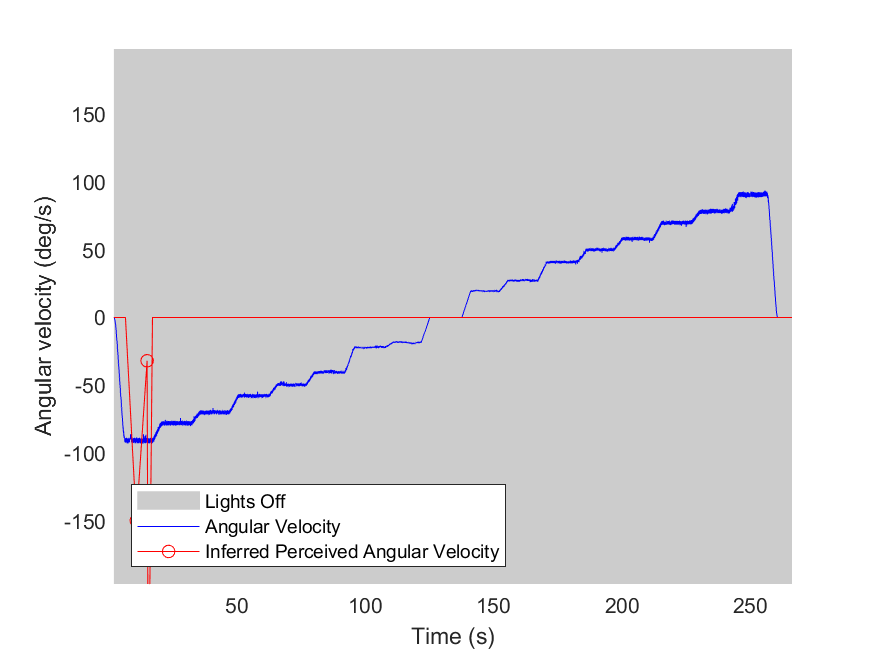 150
100
50
0
-50
-100
-150
Angular velocity (deg/s)
Lights Off
Angular Velocity
Inferred Perceived Angular Velocity
50 100 150 200 250
Time (s)